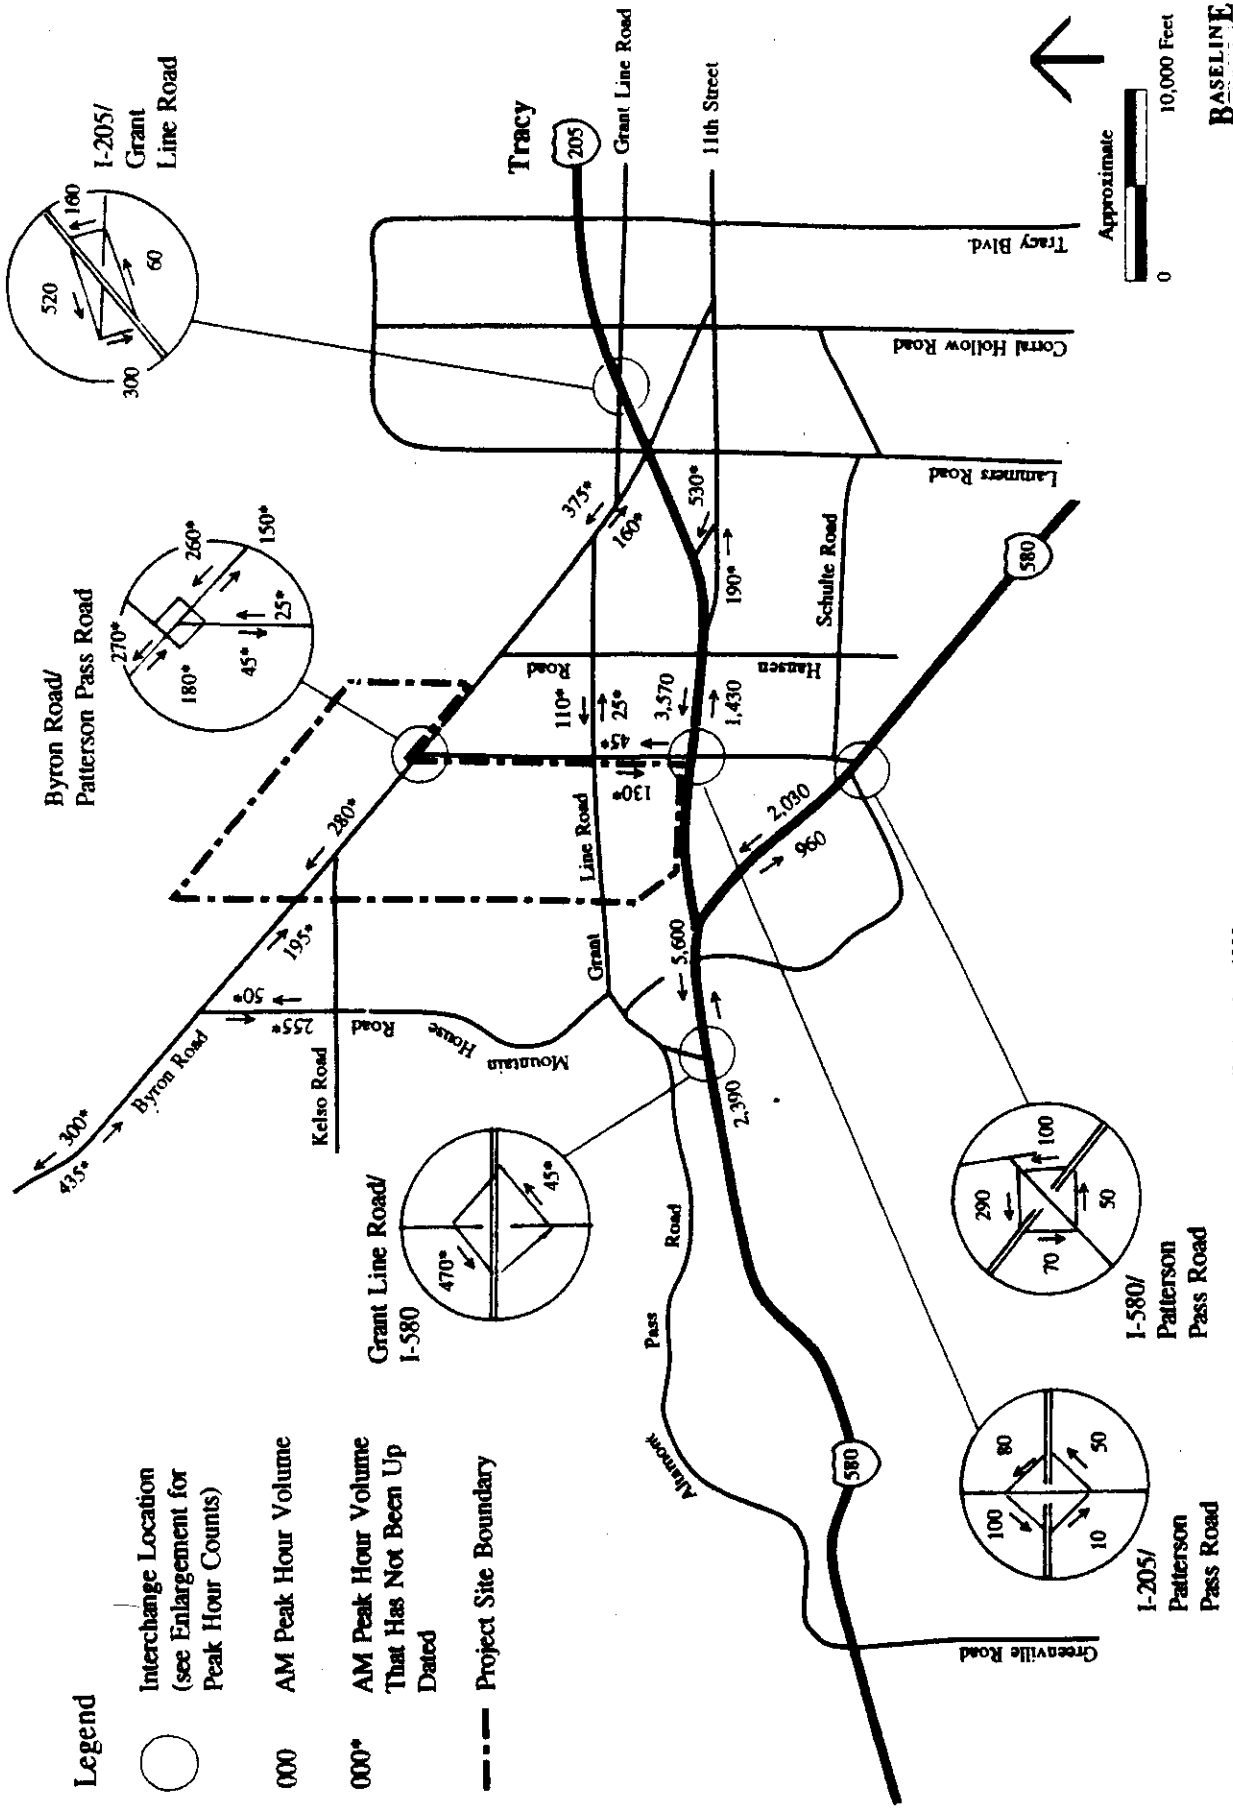 Legend
Interchange Location
(see Enlargement for
Peak Hour Counts)
000
AM Peak Hour Volume
000*
AM Peak Hour Volume
That Has Not Been Up
Dated
Project Site Boundary
Byron Road/
Patterson Pass Road
270*
260*
180*
150*
45*
25*
I-205/
Grant
Line Road
520
160
300
60
Grant Line Road/
I-580
470*
45*
I-205/
Patterson
Pass Road
100
80
10
50
I-580/
Patterson
Pass Road
290
100
70
50
300*
435*
Byron Road
50*
255*
195*
280*
Kelso Road
Mountain
House
Road
Grant
Line Road
110*
25*
45*
130*
Hansen
Road
375*
160*
530*
190*
3,570
1,430
5,600
2,390
2,030
960
Altamont
Pass
Road
Greenville Road
580
580
Schulte Road
Lammers Road
Corral Hollow Road
Tracy Blvd.
Tracy
205
Grant Line Road
11th Street
Approximate
0
10,000 Feet
BASELINE